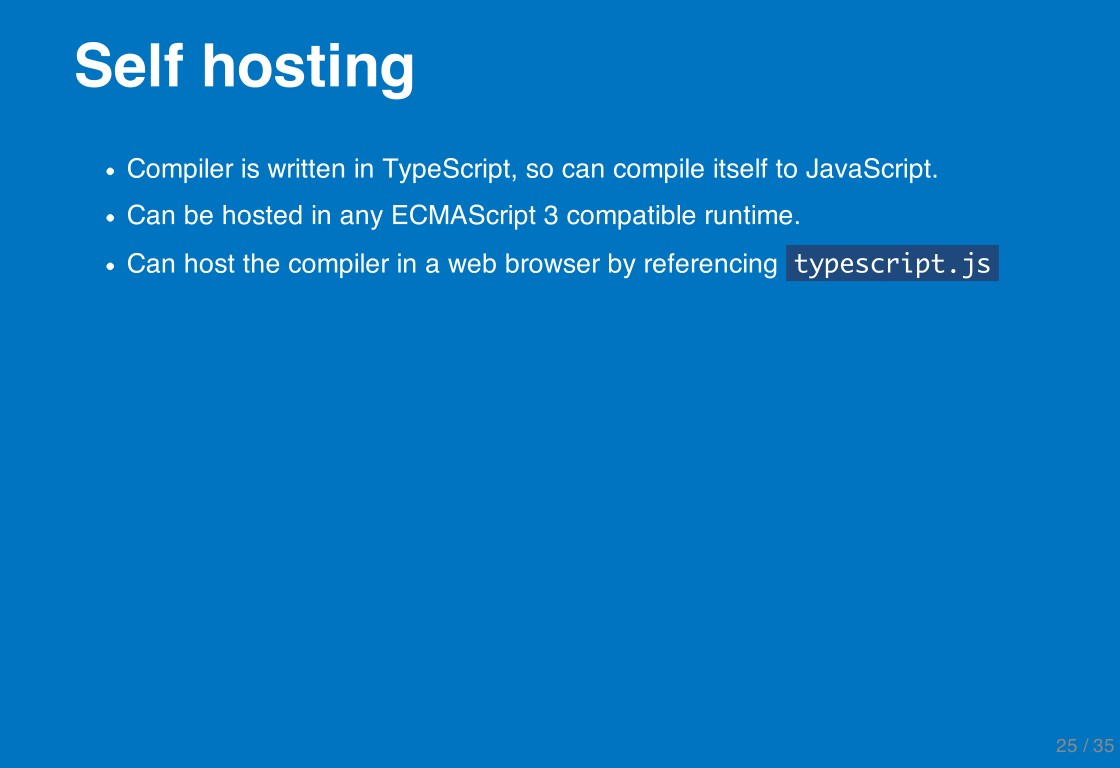 Self hosting
• Compiler is written in TypeScript, so can compile itself to JavaScript.
• Can be hosted in any ECMAScript 3 compatible runtime.
• Can host the compiler in a web browser by referencing typescript.js
25 / 35